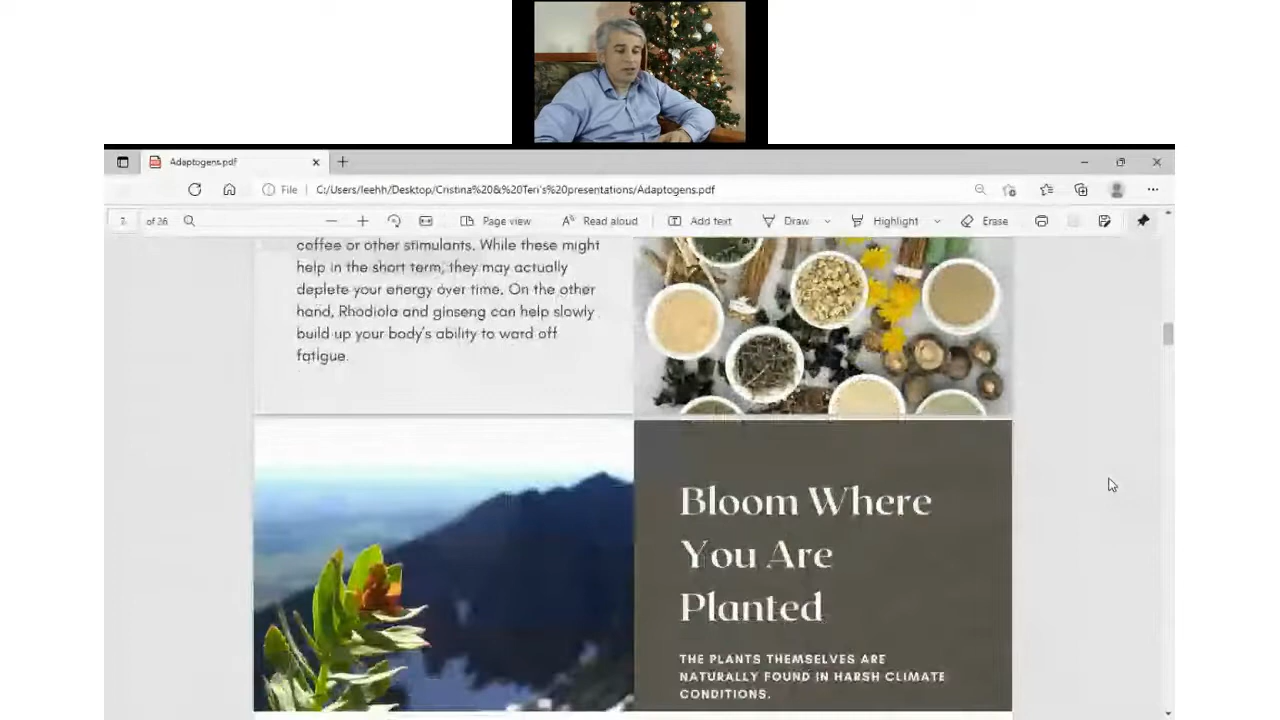 Adaptogens.pdf
File C:/Users/leehh/Desktop/Cristina%20&%20Teri's%20presentations/Adaptogens.pdf
7 of 26 Page view Read aloud Add text Draw Highlight Erase
coffee or other stimulants. While these might
help in the short term, they may actually
deplete your energy over time. On the other
hand, Rhodiola and ginseng can help slowly
build up your body's ability to ward off
fatigue.
Bloom Where
You Are
Planted
THE PLANTS THEMSELVES ARE
NATURALLY FOUND IN HARSH CLIMATE
CONDITIONS.